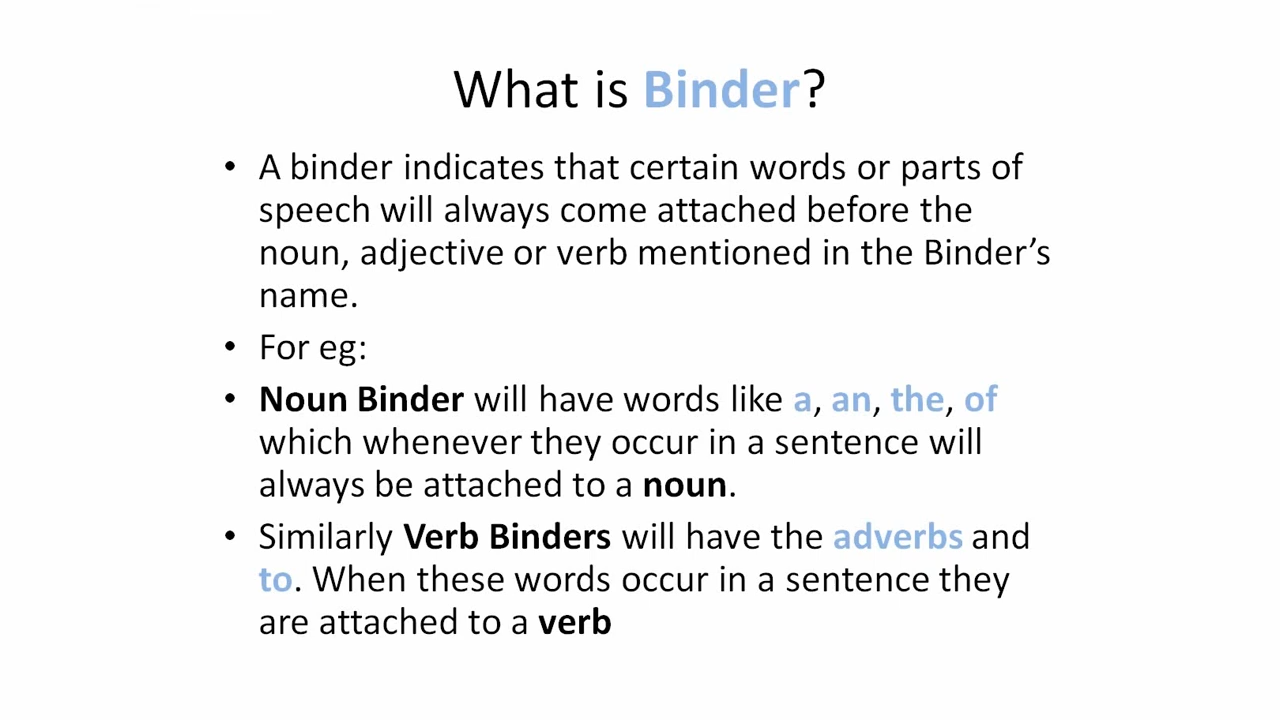 What is Binder?
• A binder indicates that certain words or parts of
speech will always come attached before the
noun, adjective or verb mentioned in the Binder’s
name.
• For eg:
• Noun Binder will have words like a, an, the, of
which whenever they occur in a sentence will
always be attached to a noun.
• Similarly Verb Binders will have the adverbs and
to. When these words occur in a sentence they
are attached to a verb